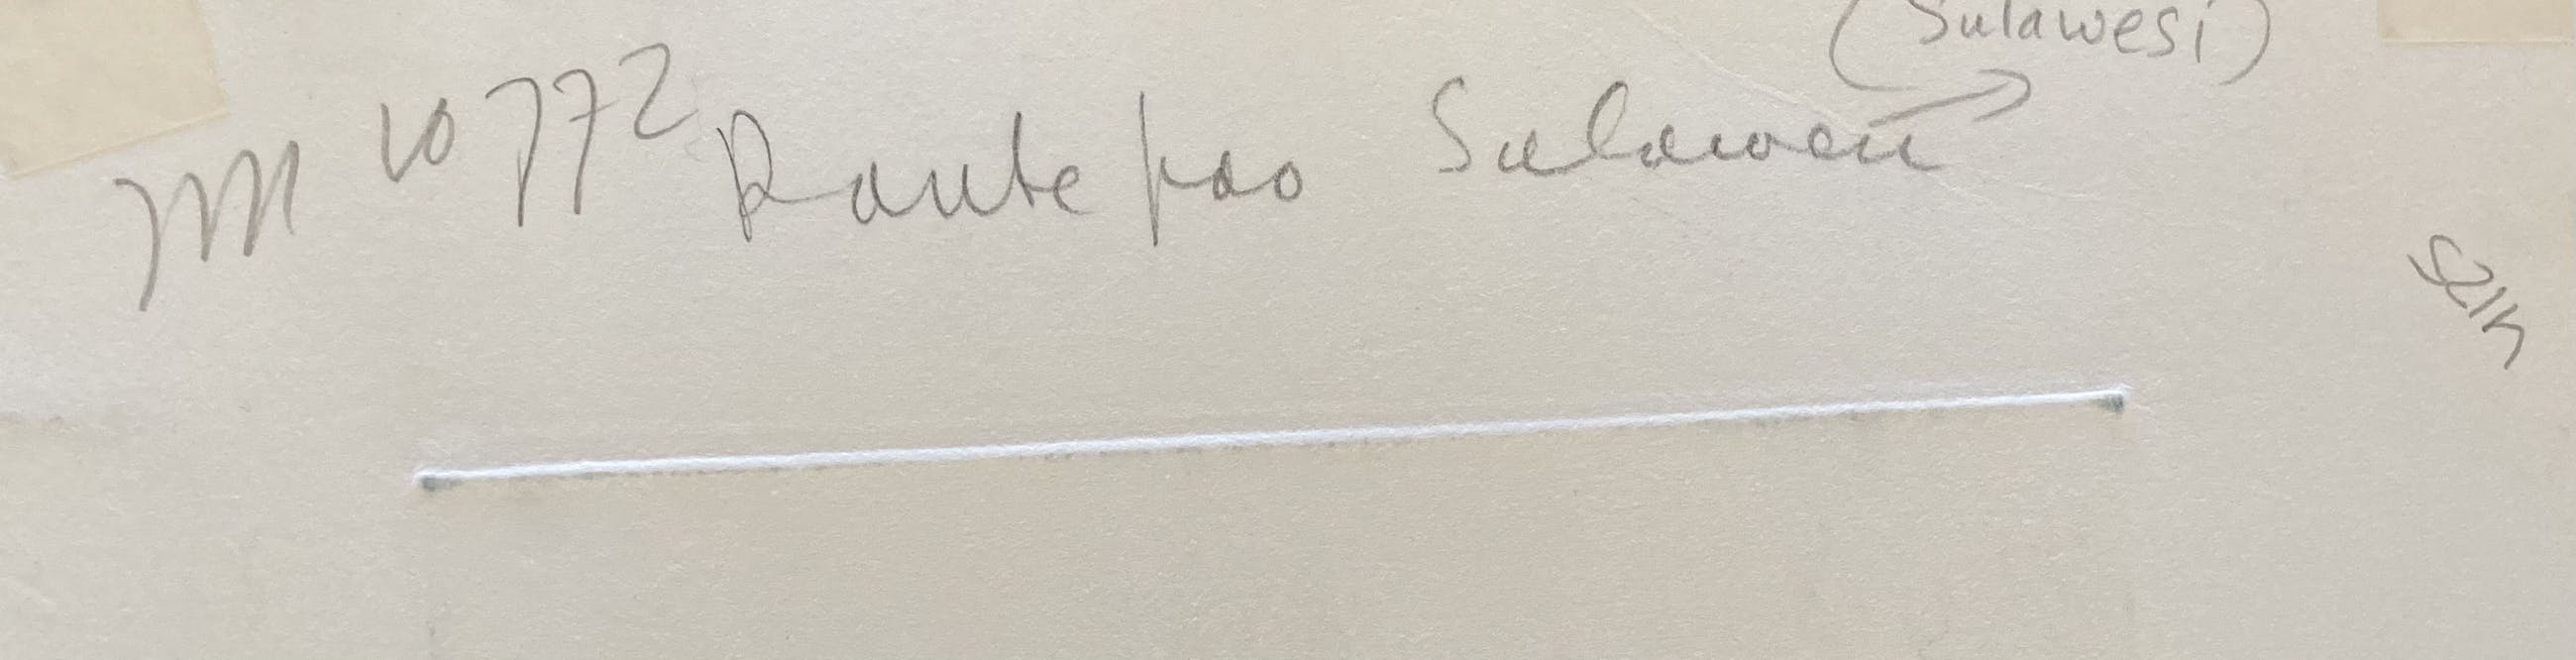 (Sulawesi)
10772 Rantepao Sulawesi